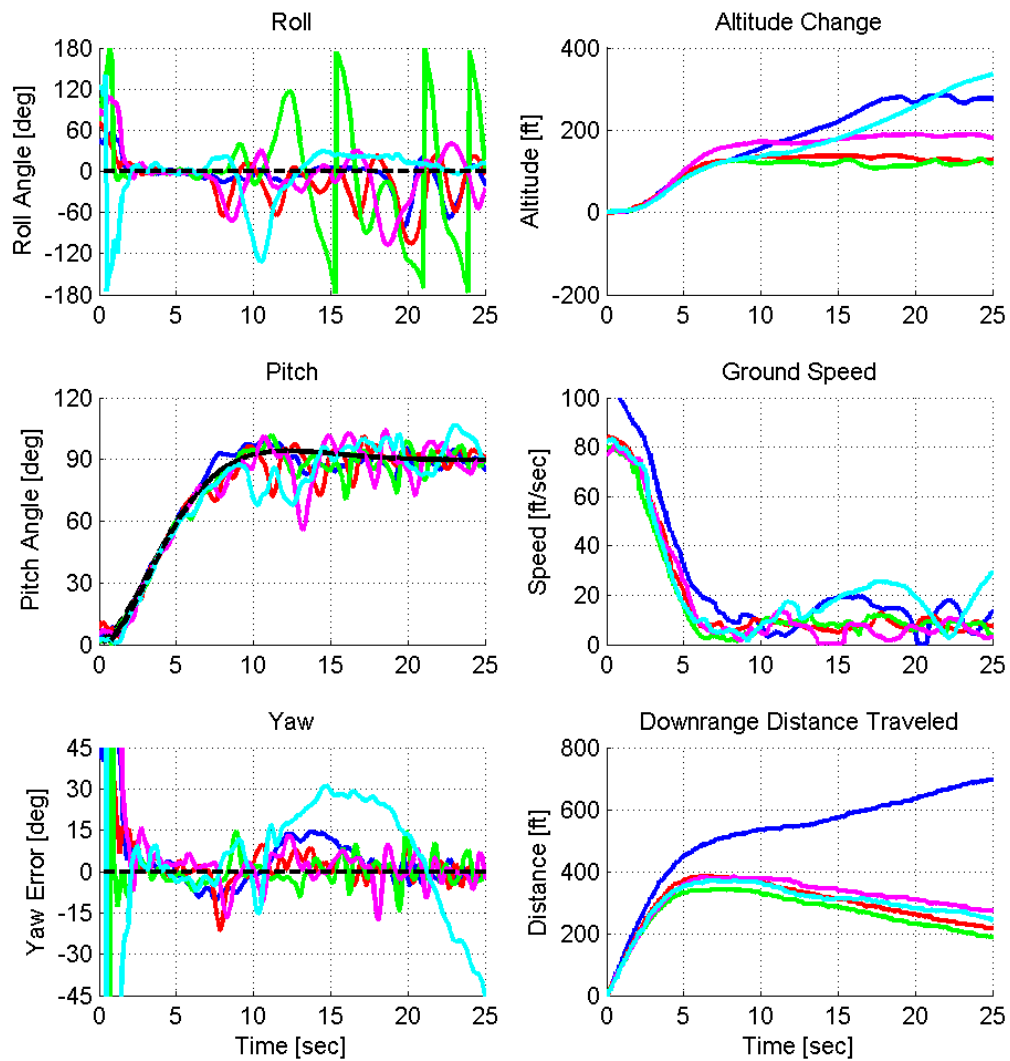 Roll
180
120
60
0
-60
-120
-180
Roll Angle [deg]
0 5 10 15 20 25
Altitude Change
400
200
0
-200
Altitude [ft]
0 5 10 15 20 25
Pitch
120
90
60
30
0
Pitch Angle [deg]
0 5 10 15 20 25
Ground Speed
100
80
60
40
20
0
Speed [ft/sec]
0 5 10 15 20 25
Yaw
45
30
15
0
-15
-30
-45
Yaw Error [deg]
0 5 10 15 20 25
Time [sec]
Downrange Distance Traveled
800
600
400
200
0
Distance [ft]
0 5 10 15 20 25
Time [sec]